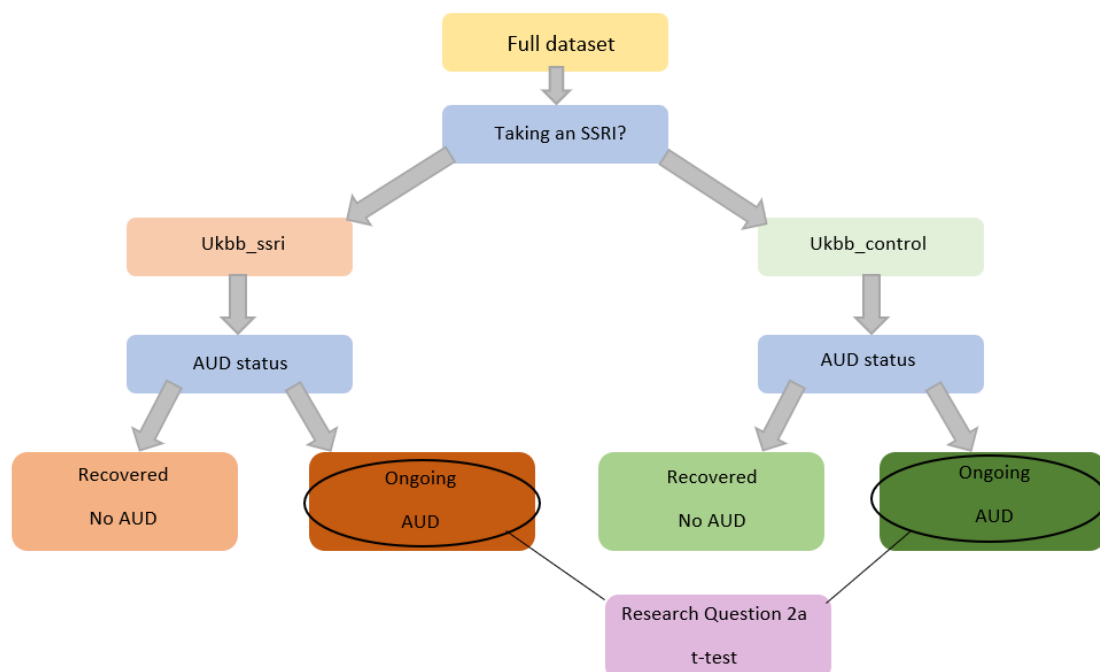 Full dataset
Taking an SSRI?
Ukbb_ssri
Ukbb_control
AUD status
AUD status
Recovered
No AUD
Ongoing
AUD
Recovered
No AUD
Ongoing
AUD
Research Question 2a
t-test